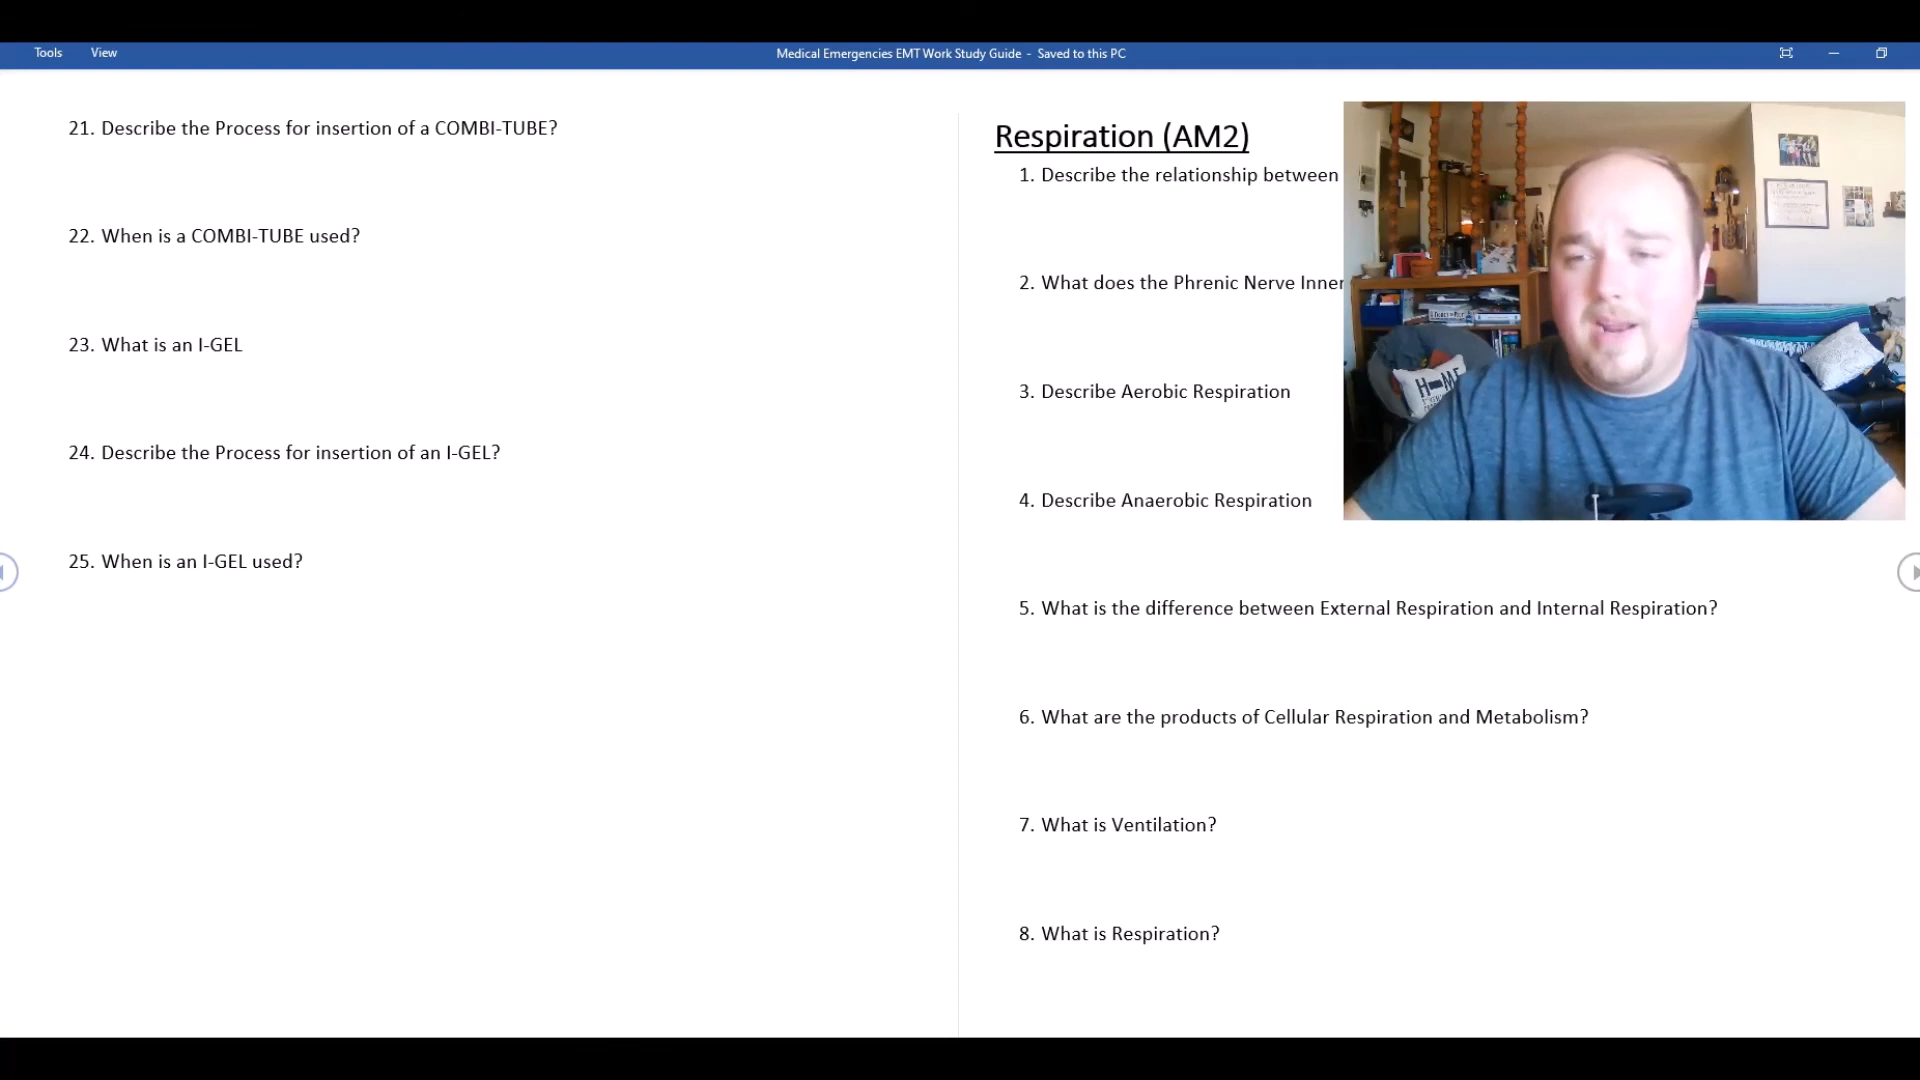 Tools View Medical Emergencies EMT Work Study Guide - Saved to this PC
21. Describe the Process for insertion of a COMBI-TUBE?
22. When is a COMBI-TUBE used?
23. What is an I-GEL
24. Describe the Process for insertion of an I-GEL?
25. When is an I-GEL used?
Respiration (AM2)
1. Describe the relationship between
2. What does the Phrenic Nerve Inner
3. Describe Aerobic Respiration
4. Describe Anaerobic Respiration
5. What is the difference between External Respiration and Internal Respiration?
6. What are the products of Cellular Respiration and Metabolism?
7. What is Ventilation?
8. What is Respiration?